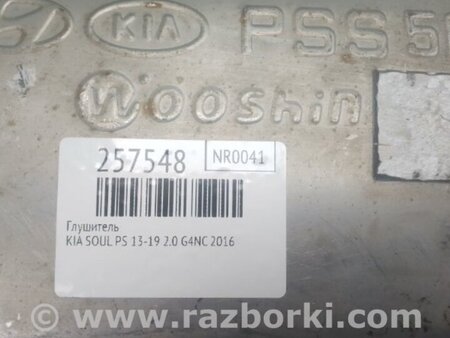 KIA PSS 5
Wooshin
257548 NR0041
Глушитель
KIA SOUL PS 13-19 2.0 G4NC 2016
www.razborki.com